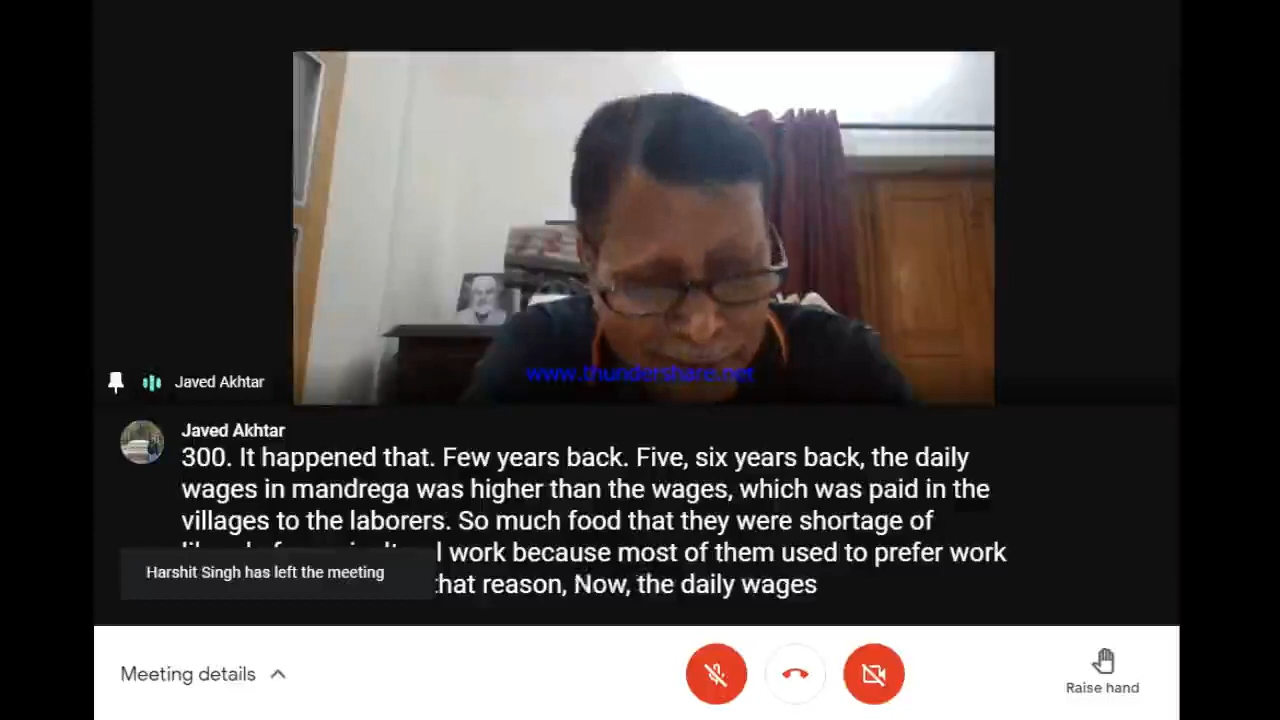 www.thundershare.net
Javed Akhtar
Javed Akhtar
300. It happened that. Few years back. Five, six years back, the daily
wages in mandrega was higher than the wages, which was paid in the
villages to the laborers. So much food that they were shortage of
work because most of them used to prefer work
Harshit Singh has left the meeting
that reason, Now, the daily wages
Meeting details
Raise hand